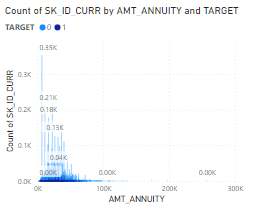 Count of SK_ID_CURR by AMT_ANNUITY and TARGET
TARGET 0 1
Count of SK_ID_CURR
0.35K
0.3K
0.21K
0.2K
0.18K
0.13K
0.1K
0.04K
0.00K 0.00K 0.00K
0.0K
0K 100K 200K 300K
AMT_ANNUITY